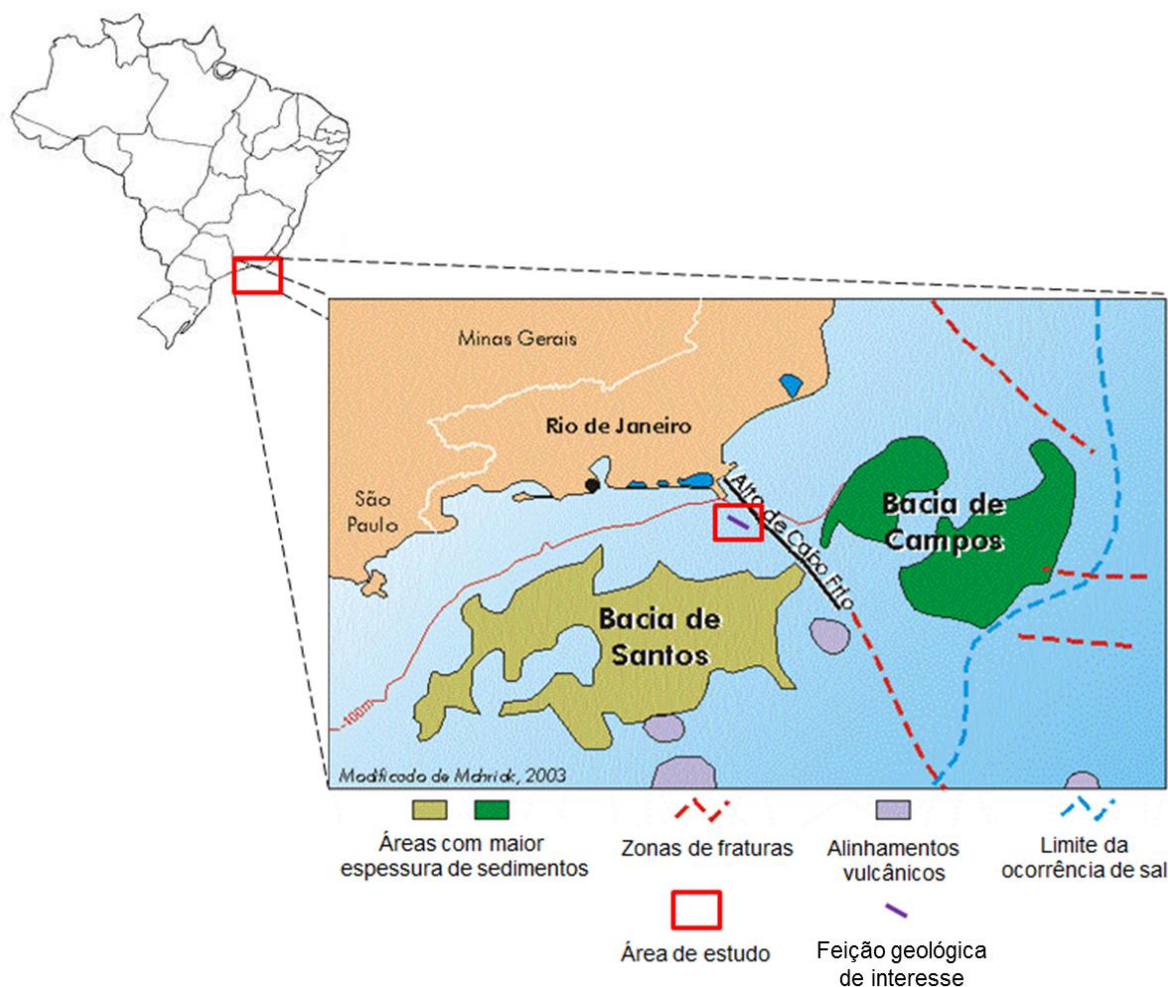 Minas Gerais
Rio de Janeiro
São
Paulo
Alto de Cabo Frio
Bacia de
Campos
Bacia de
Santos
-100m
Modificado de Mohriak, 2003
Áreas com maior
espessura de sedimentos
Zonas de fraturas
Alinhamentos
vulcânicos
Limite da
ocorrência de sal
Área de estudo
Feição geológica
de interesse